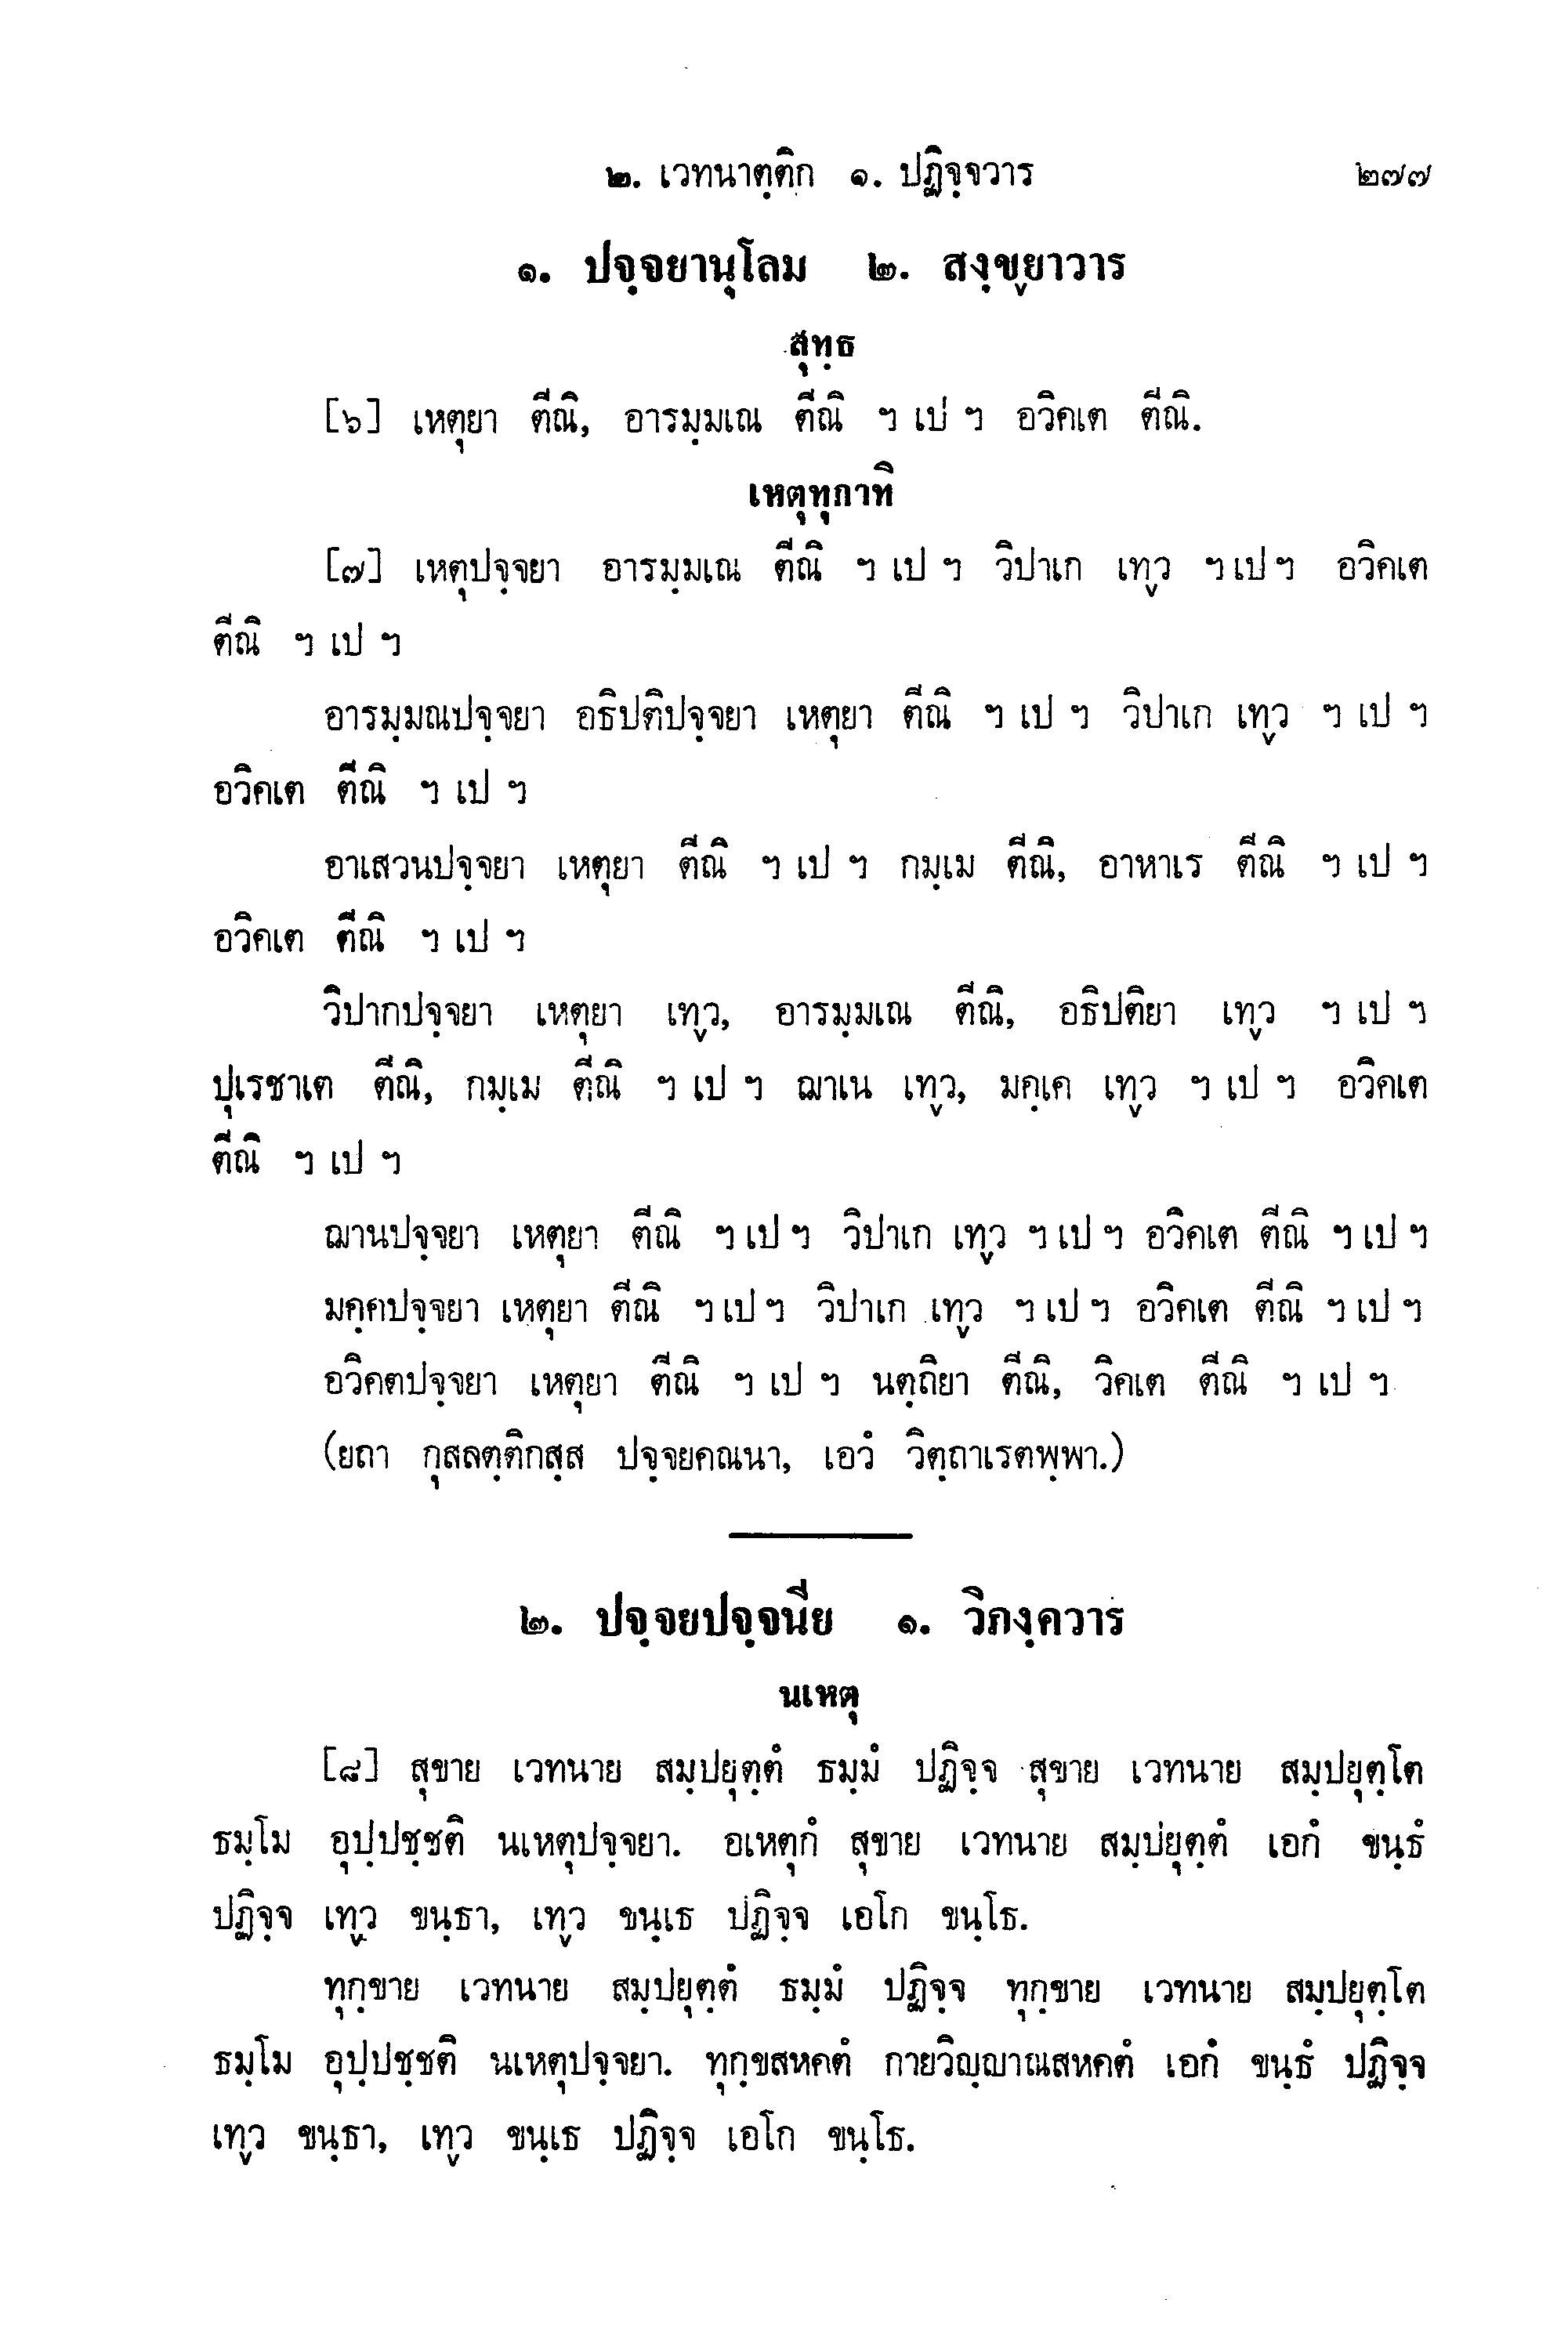 ๒. เวทนาตฺติก ๑. ปฏิจฺจวาร ๒๗๗
๑. ปจฺจยานุโลม ๒. สงฺขฺยาวาร
สุทฺธ
[๖] เหตุยา ตีณิ, อารมฺมเณ ตีณิ ฯ เป ฯ อวิคเต ตีณิ.
เหตุทุกาทิ
[๗] เหตุปจฺจยา อารมฺมเณ ตีณิ ฯ เป ฯ วิปาเก เทฺว ฯ เป ฯ อวิคเต
ตีณิ ฯ เป ฯ
อารมฺมณปจฺจยา อธิปติปจฺจยา เหตุยา ตีณิ ฯ เป ฯ วิปาเก เทฺว ฯ เป ฯ
อวิคเต ตีณิ ฯ เป ฯ
อาเสวนปจฺจยา เหตุยา ตีณิ ฯ เป ฯ กมฺเม ตีณิ, อาหาเร ตีณิ ฯ เป ฯ
อวิคเต ตีณิ ฯ เป ฯ
วิปากปจฺจยา เหตุยา เทฺว, อารมฺมเณ ตีณิ, อธิปติยา เทฺว ฯ เป ฯ
ปุเรชาเต ตีณิ, กมฺเม ตีณิ ฯ เป ฯ ฌาเน เทฺว, มคฺเค เทฺว ฯ เป ฯ อวิคเต
ตีณิ ฯ เป ฯ
ฌานปจฺจยา เหตุยา ตีณิ ฯ เป ฯ วิปาเก เทฺว ฯ เป ฯ อวิคเต ตีณิ ฯ เป ฯ
มคฺคปจฺจยา เหตุยา ตีณิ ฯ เป ฯ วิปาเก เทฺว ฯ เป ฯ อวิคเต ตีณิ ฯ เป ฯ
อวิคตปจฺจยา เหตุยา ตีณิ ฯ เป ฯ นตฺถิยา ตีณิ, วิคเต ตีณิ ฯ เป ฯ
(ยถา กุสลตฺติกสฺส ปจฺจยคณนา, เอวํ วิตฺถาเรตพฺพา.)
๒. ปจฺจยปจฺจนีย ๑. วิภงฺควาร
นเหตุ
[๘] สุขาย เวทนาย สมฺปยุตฺตํ ธมฺมํ ปฏิจฺจ สุขาย เวทนาย สมฺปยุตฺโต
ธมฺโม อุปฺปชฺชติ นเหตุปจฺจยา. อเหตุกํ สุขาย เวทนาย สมฺปยุตฺตํ เอกํ ขนฺธํ
ปฏิจฺจ เทฺว ขนฺธา, เทฺว ขนฺเธ ปฏิจฺจ เอโก ขนฺโธ.
ทุกฺขาย เวทนาย สมฺปยุตฺตํ ธมฺมํ ปฏิจฺจ ทุกฺขาย เวทนาย สมฺปยุตฺโต
ธมฺโม อุปฺปชฺชติ นเหตุปจฺจยา. ทุกฺขสหคตํ กายวิญฺญาณสหคตํ เอกํ ขนฺธํ ปฏิจฺจ
เทฺว ขนฺธา, เทฺว ขนฺเธ ปฏิจฺจ เอโก ขนฺโธ.